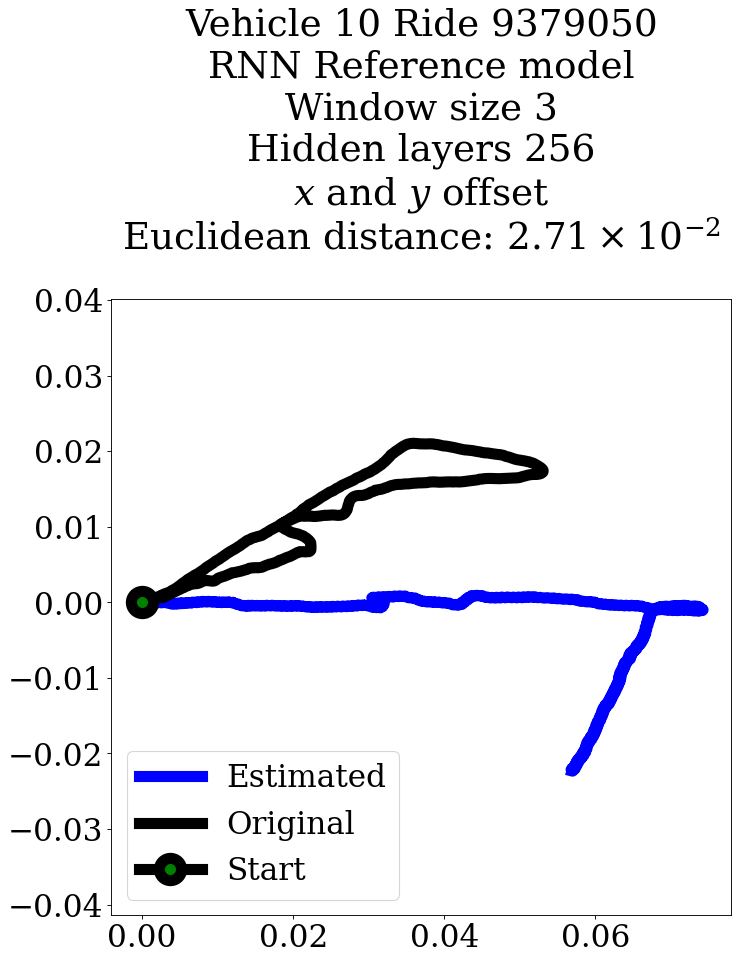 Vehicle 10 Ride 9379050
RNN Reference model
Window size 3
Hidden layers 256
x and y offset
Euclidean distance: 2.71 × 10⁻²
0.04
0.03
0.02
0.01
0.00
−0.01
−0.02
−0.03
−0.04
Estimated
Original
Start
0.00 0.02 0.04 0.06